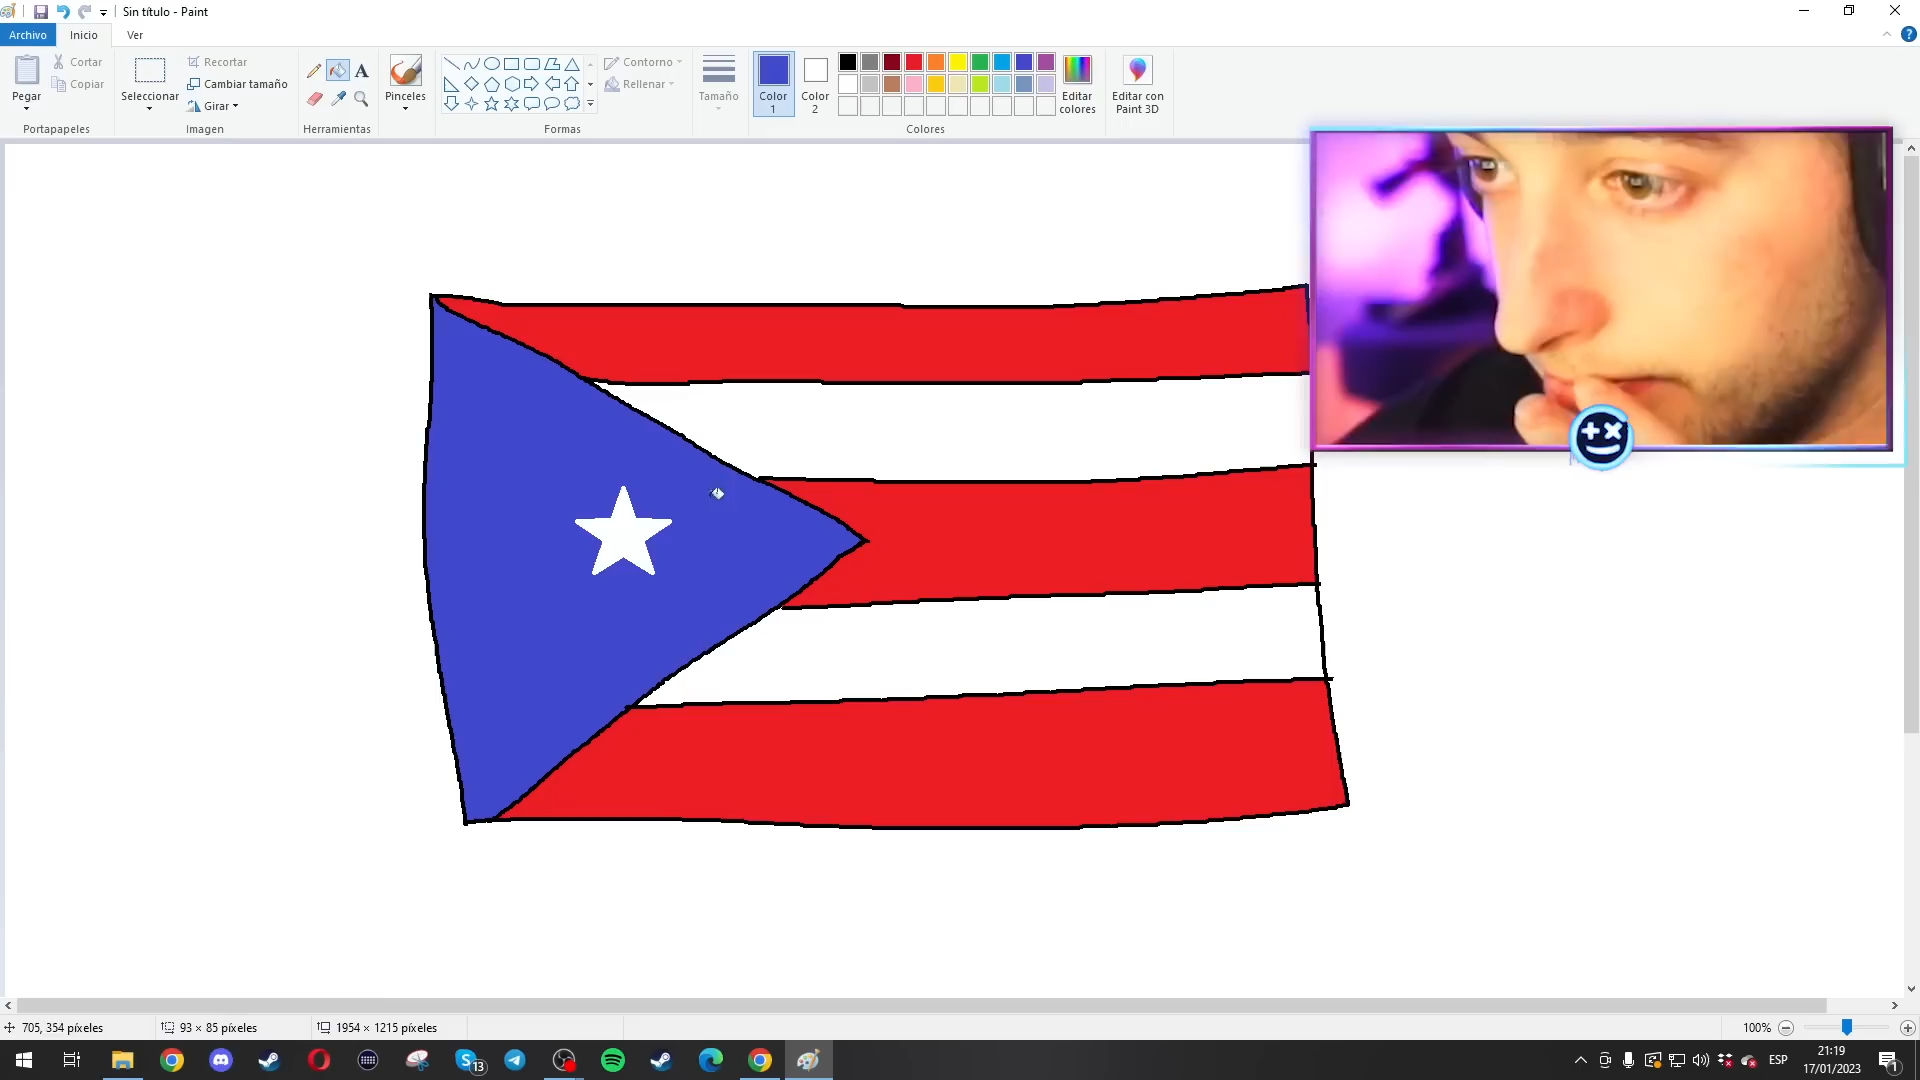 Sin título - Paint
Archivo
Inicio
Ver
Pegar
Cortar
Copiar
Portapapeles
Seleccionar
Recortar
Cambiar tamaño
Girar
Imagen
A
Herramientas
Pinceles
Contorno
Rellenar
Formas
Tamaño
Color
1
Color
2
Editar
colores
Colores
Editar con
Paint 3D
705, 354 píxeles
93 × 85 píxeles
1954 × 1215 píxeles
100%
13
ESP
21:19
17/01/2023
1